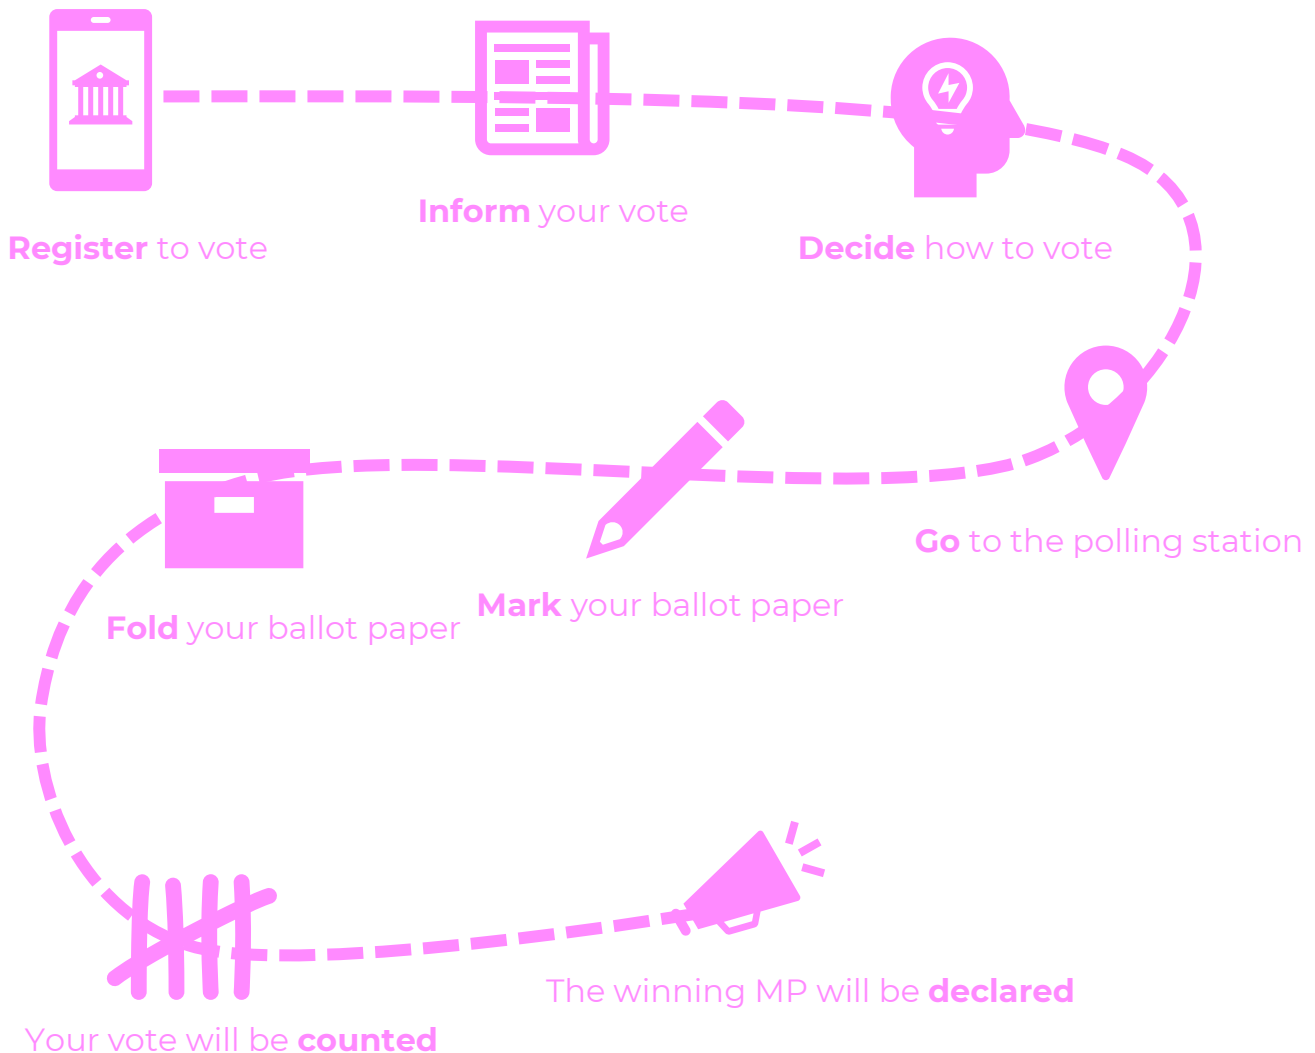 Register to vote
Inform your vote
Decide how to vote
Go to the polling station
Mark your ballot paper
Fold your ballot paper
Your vote will be counted
The winning MP will be declared